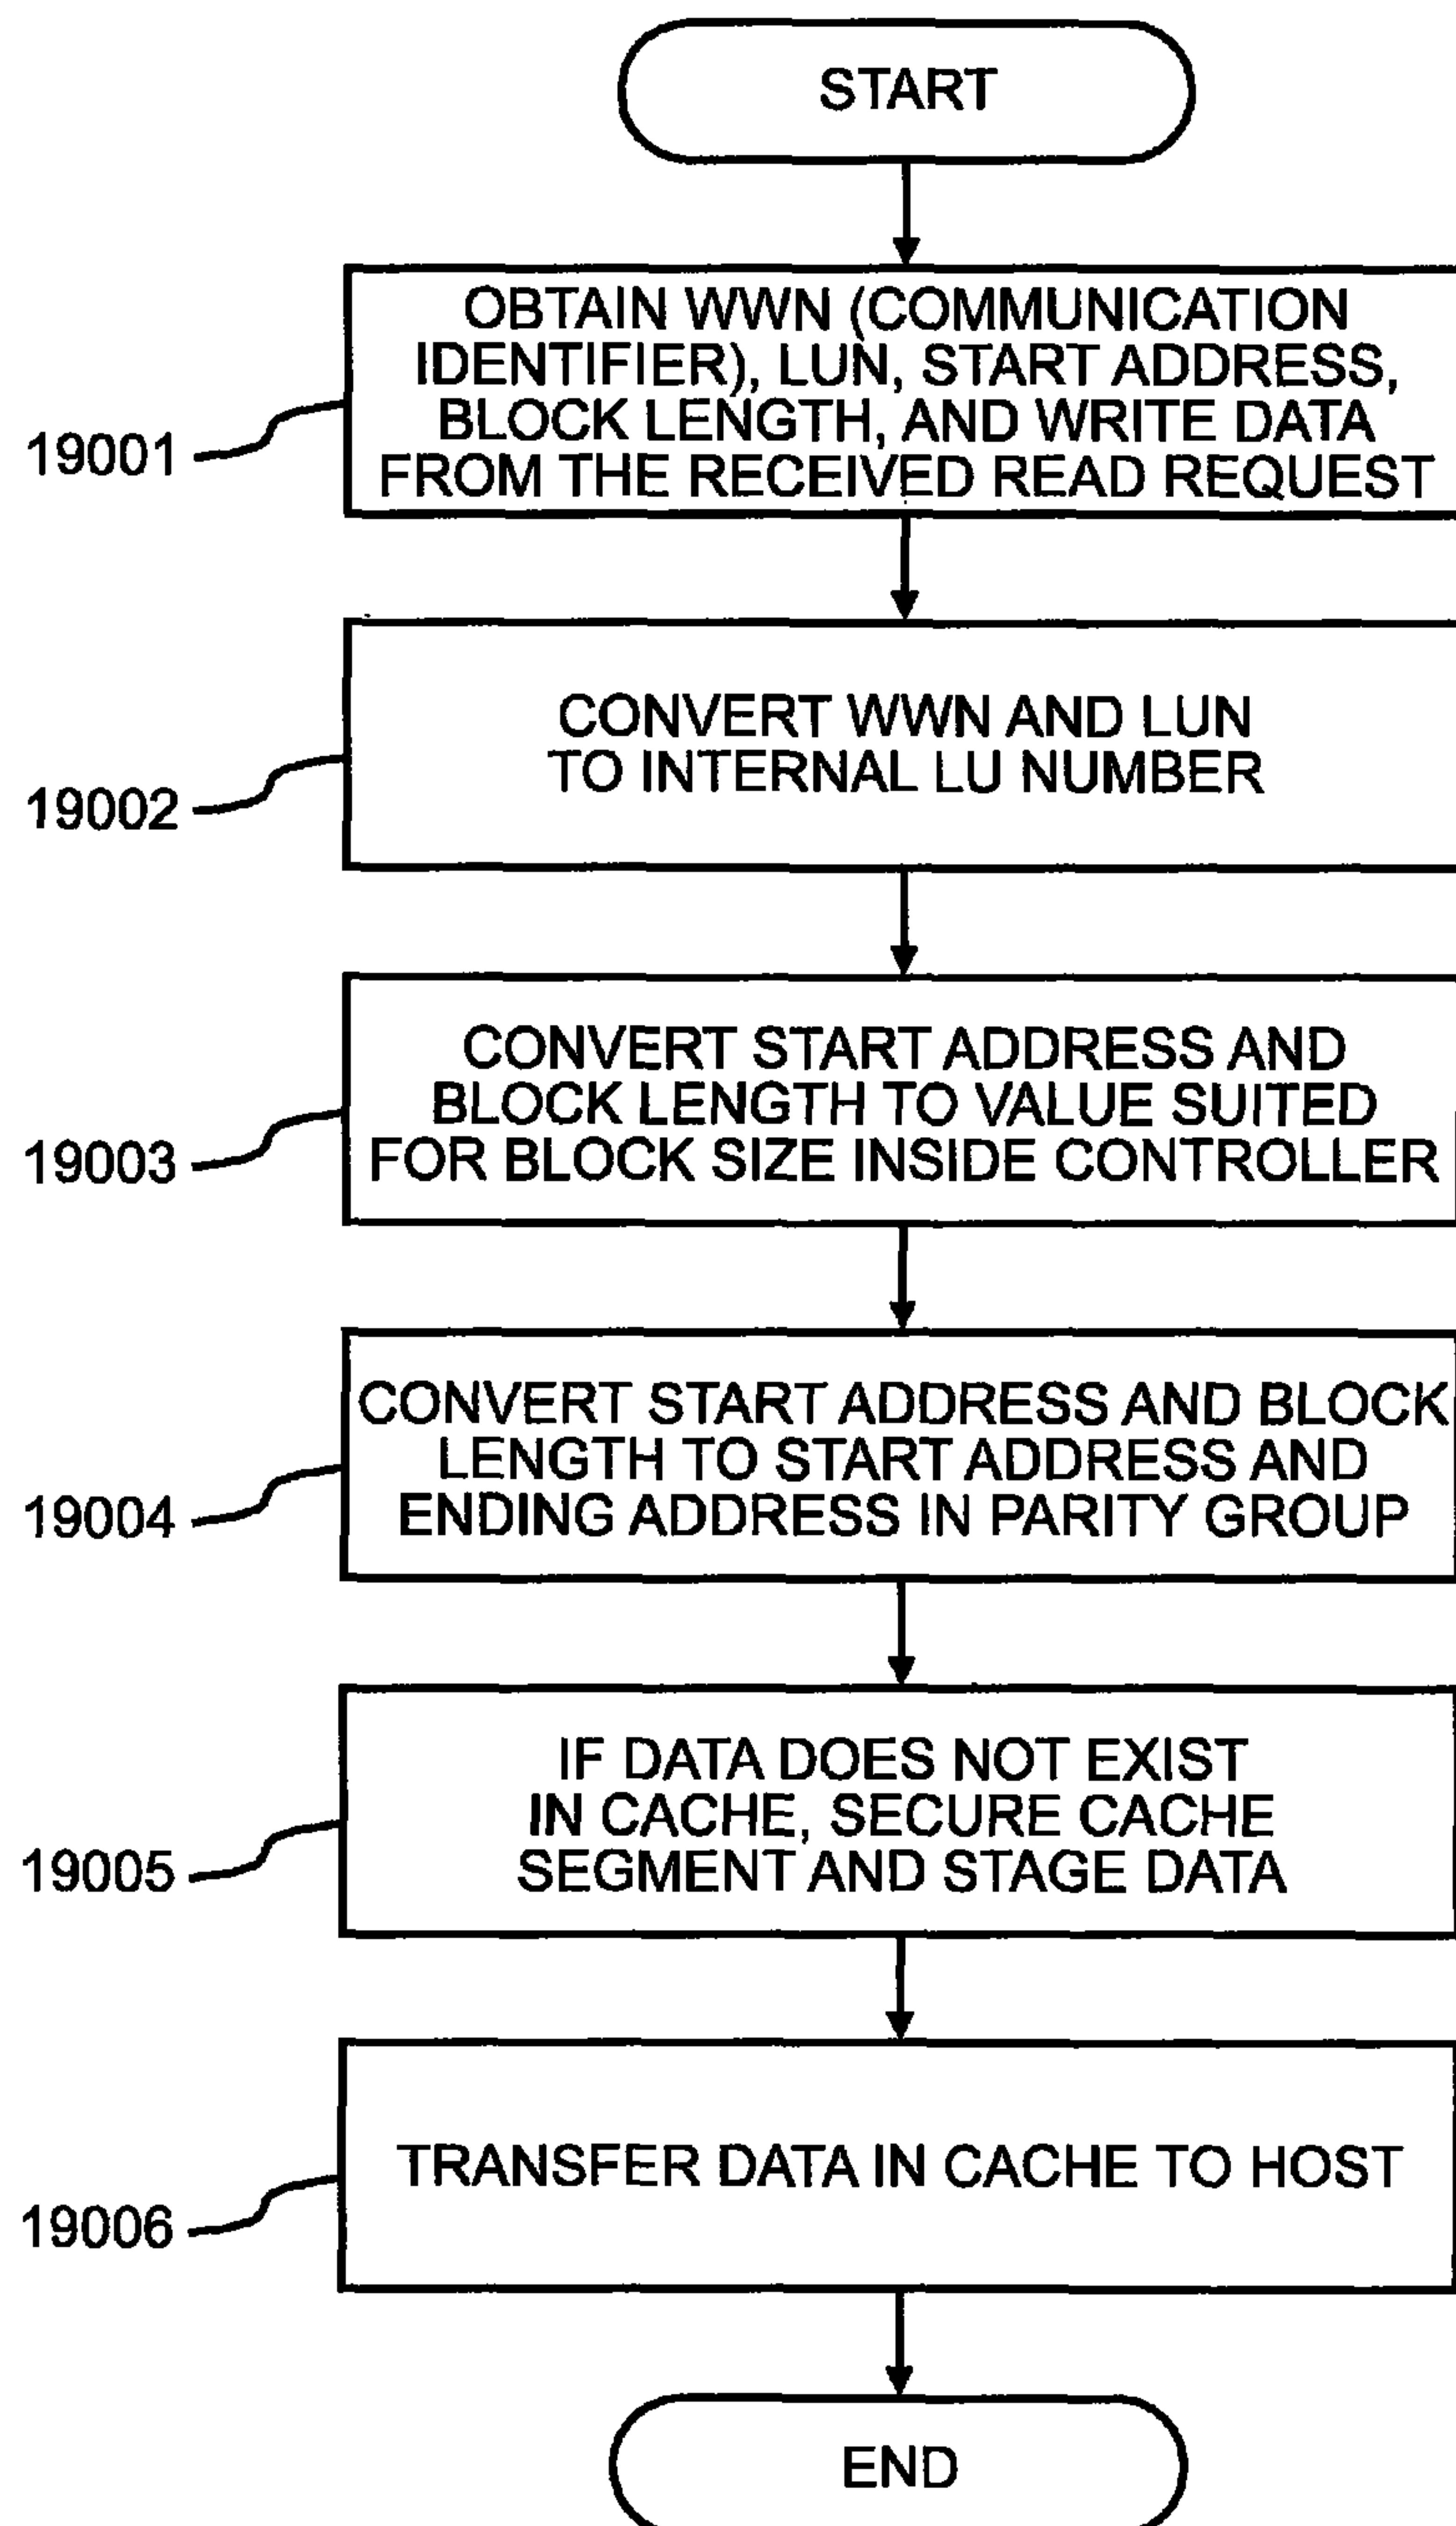 START
OBTAIN WWN (COMMUNICATION
IDENTIFIER), LUN, START ADDRESS,
BLOCK LENGTH, AND WRITE DATA
FROM THE RECEIVED READ REQUEST
19001
CONVERT WWN AND LUN
TO INTERNAL LU NUMBER
19002
CONVERT START ADDRESS AND
BLOCK LENGTH TO VALUE SUITED
FOR BLOCK SIZE INSIDE CONTROLLER
19003
CONVERT START ADDRESS AND BLOCK
LENGTH TO START ADDRESS AND
ENDING ADDRESS IN PARITY GROUP
19004
IF DATA DOES NOT EXIST
IN CACHE, SECURE CACHE
SEGMENT AND STAGE DATA
19005
TRANSFER DATA IN CACHE TO HOST
19006
END